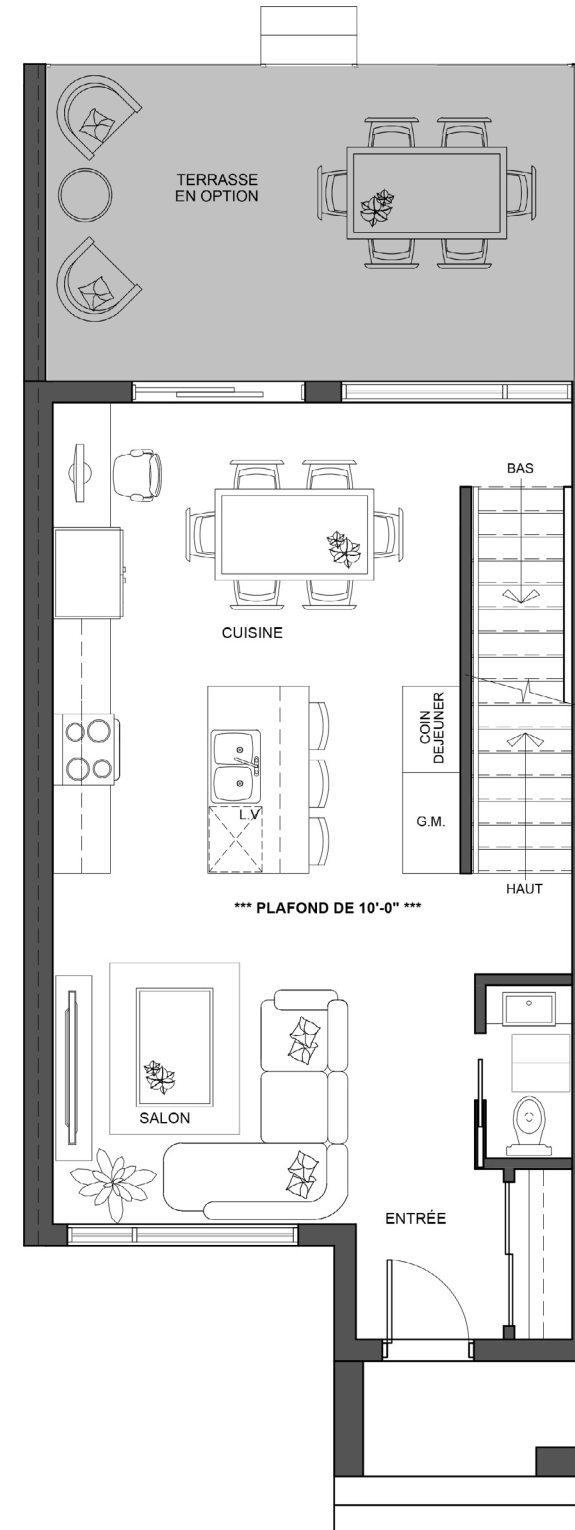 TERRASSE
EN OPTION
BAS
CUISINE
COIN
DEJEUNER
L.V
G.M.
HAUT
*** PLAFOND DE 10'-0" ***
SALON
ENTRÉE